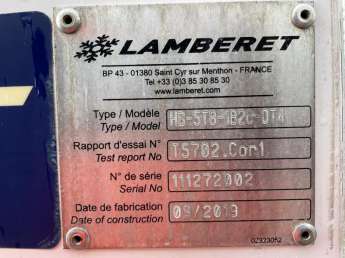 LAMBERET
BP 43 - 01380 Saint Cyr sur Menthon - FRANCE
Tel +33 (0)3 85 30 85 30
www.lamberet.com
Type / Modèle
Type / Model
Rapport d'essai N° T5702.Cor1
Test report No
N° de série 111272002
Serial No
Date de fabrication 09/2019
Date of construction